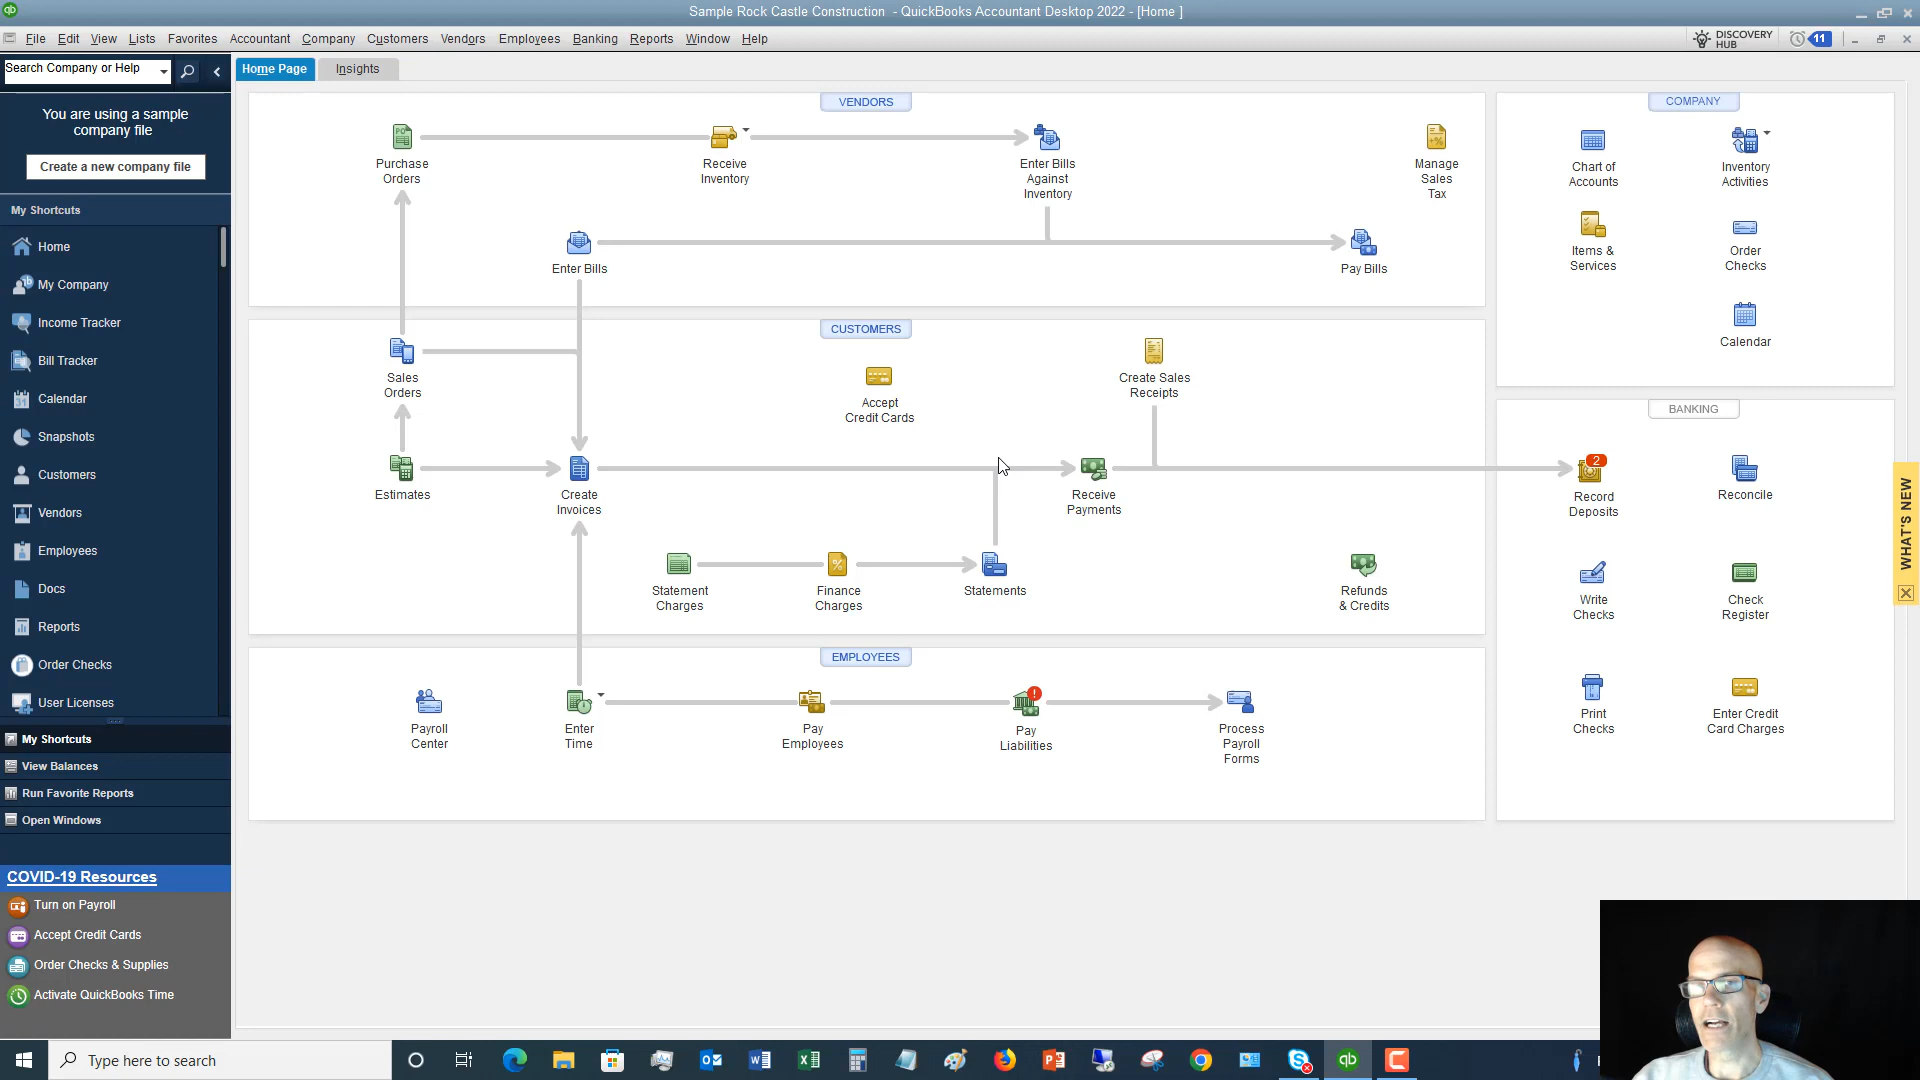 Sample Rock Castle Construction - QuickBooks Accountant Desktop 2022 - [Home ]
File Edit View Lists Favorites Accountant Company Customers Vendors Employees Banking Reports Window Help
DISCOVERY
HUB
11
Search Company or Help
Home Page Insights
You are using a sample
company file
Create a new company file
My Shortcuts
Home
My Company
Income Tracker
Bill Tracker
Calendar
Snapshots
Customers
Vendors
Employees
Docs
Reports
Order Checks
User Licenses
My Shortcuts
View Balances
Run Favorite Reports
Open Windows
COVID-19 Resources
Turn on Payroll
Accept Credit Cards
Order Checks & Supplies
Activate QuickBooks Time
VENDORS
Purchase
Orders
Receive
Inventory
Enter Bills
Against
Inventory
Manage
Sales
Tax
Enter Bills
Pay Bills
CUSTOMERS
Sales
Orders
Accept
Credit Cards
Create Sales
Receipts
Estimates
Create
Invoices
Receive
Payments
Statement
Charges
Finance
Charges
Statements
Refunds
& Credits
EMPLOYEES
Payroll
Center
Enter
Time
Pay
Employees
Pay
Liabilities
Process
Payroll
Forms
COMPANY
Chart of
Accounts
Inventory
Activities
Items &
Services
Order
Checks
Calendar
BANKING
2
Record
Deposits
Reconcile
Write
Checks
Check
Register
Print
Checks
Enter Credit
Card Charges
WHAT'S NEW
Type here to search